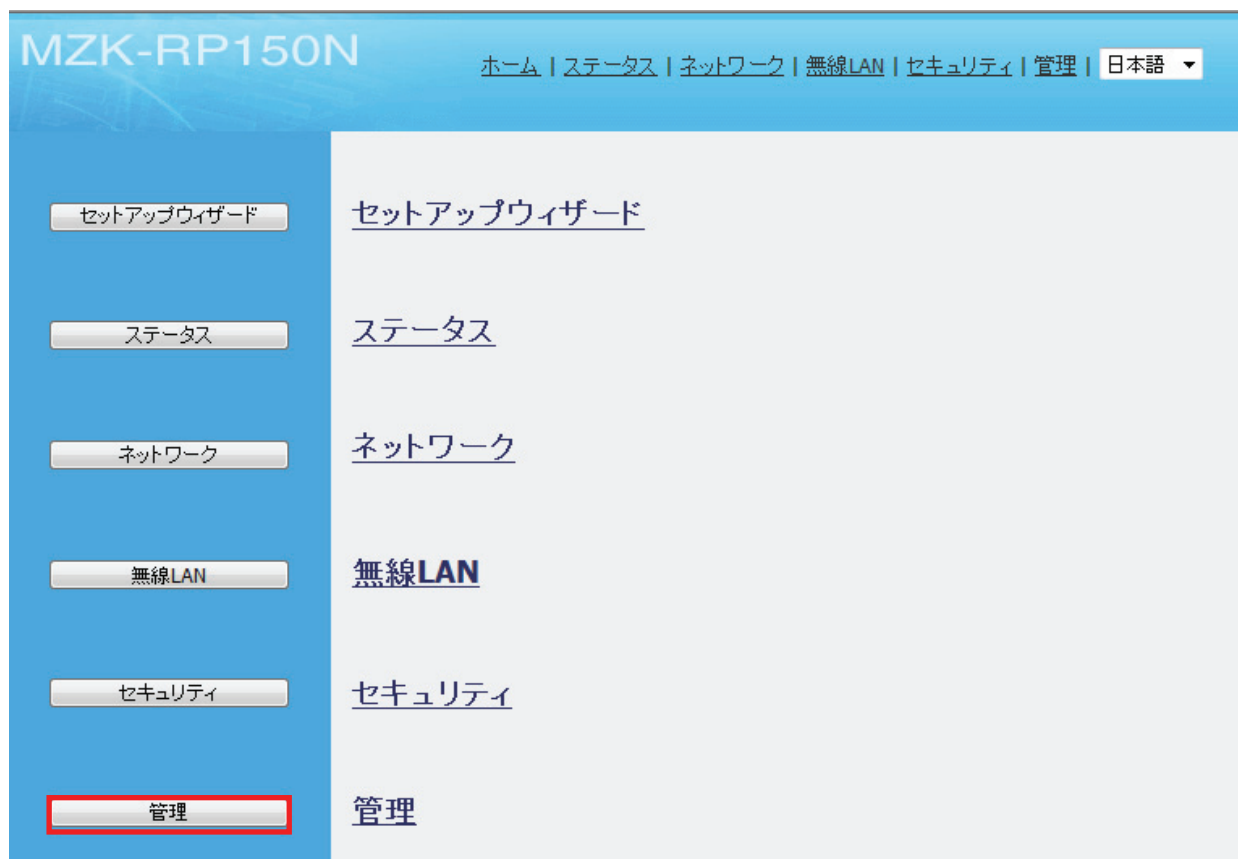 MZK-RP150N
ホーム | ステータス | ネットワーク | 無線LAN | セキュリティ | 管理 | 日本語
セットアップウィザード セットアップウィザード
ステータス ステータス
ネットワーク ネットワーク
無線LAN 無線LAN
セキュリティ セキュリティ
管理 管理